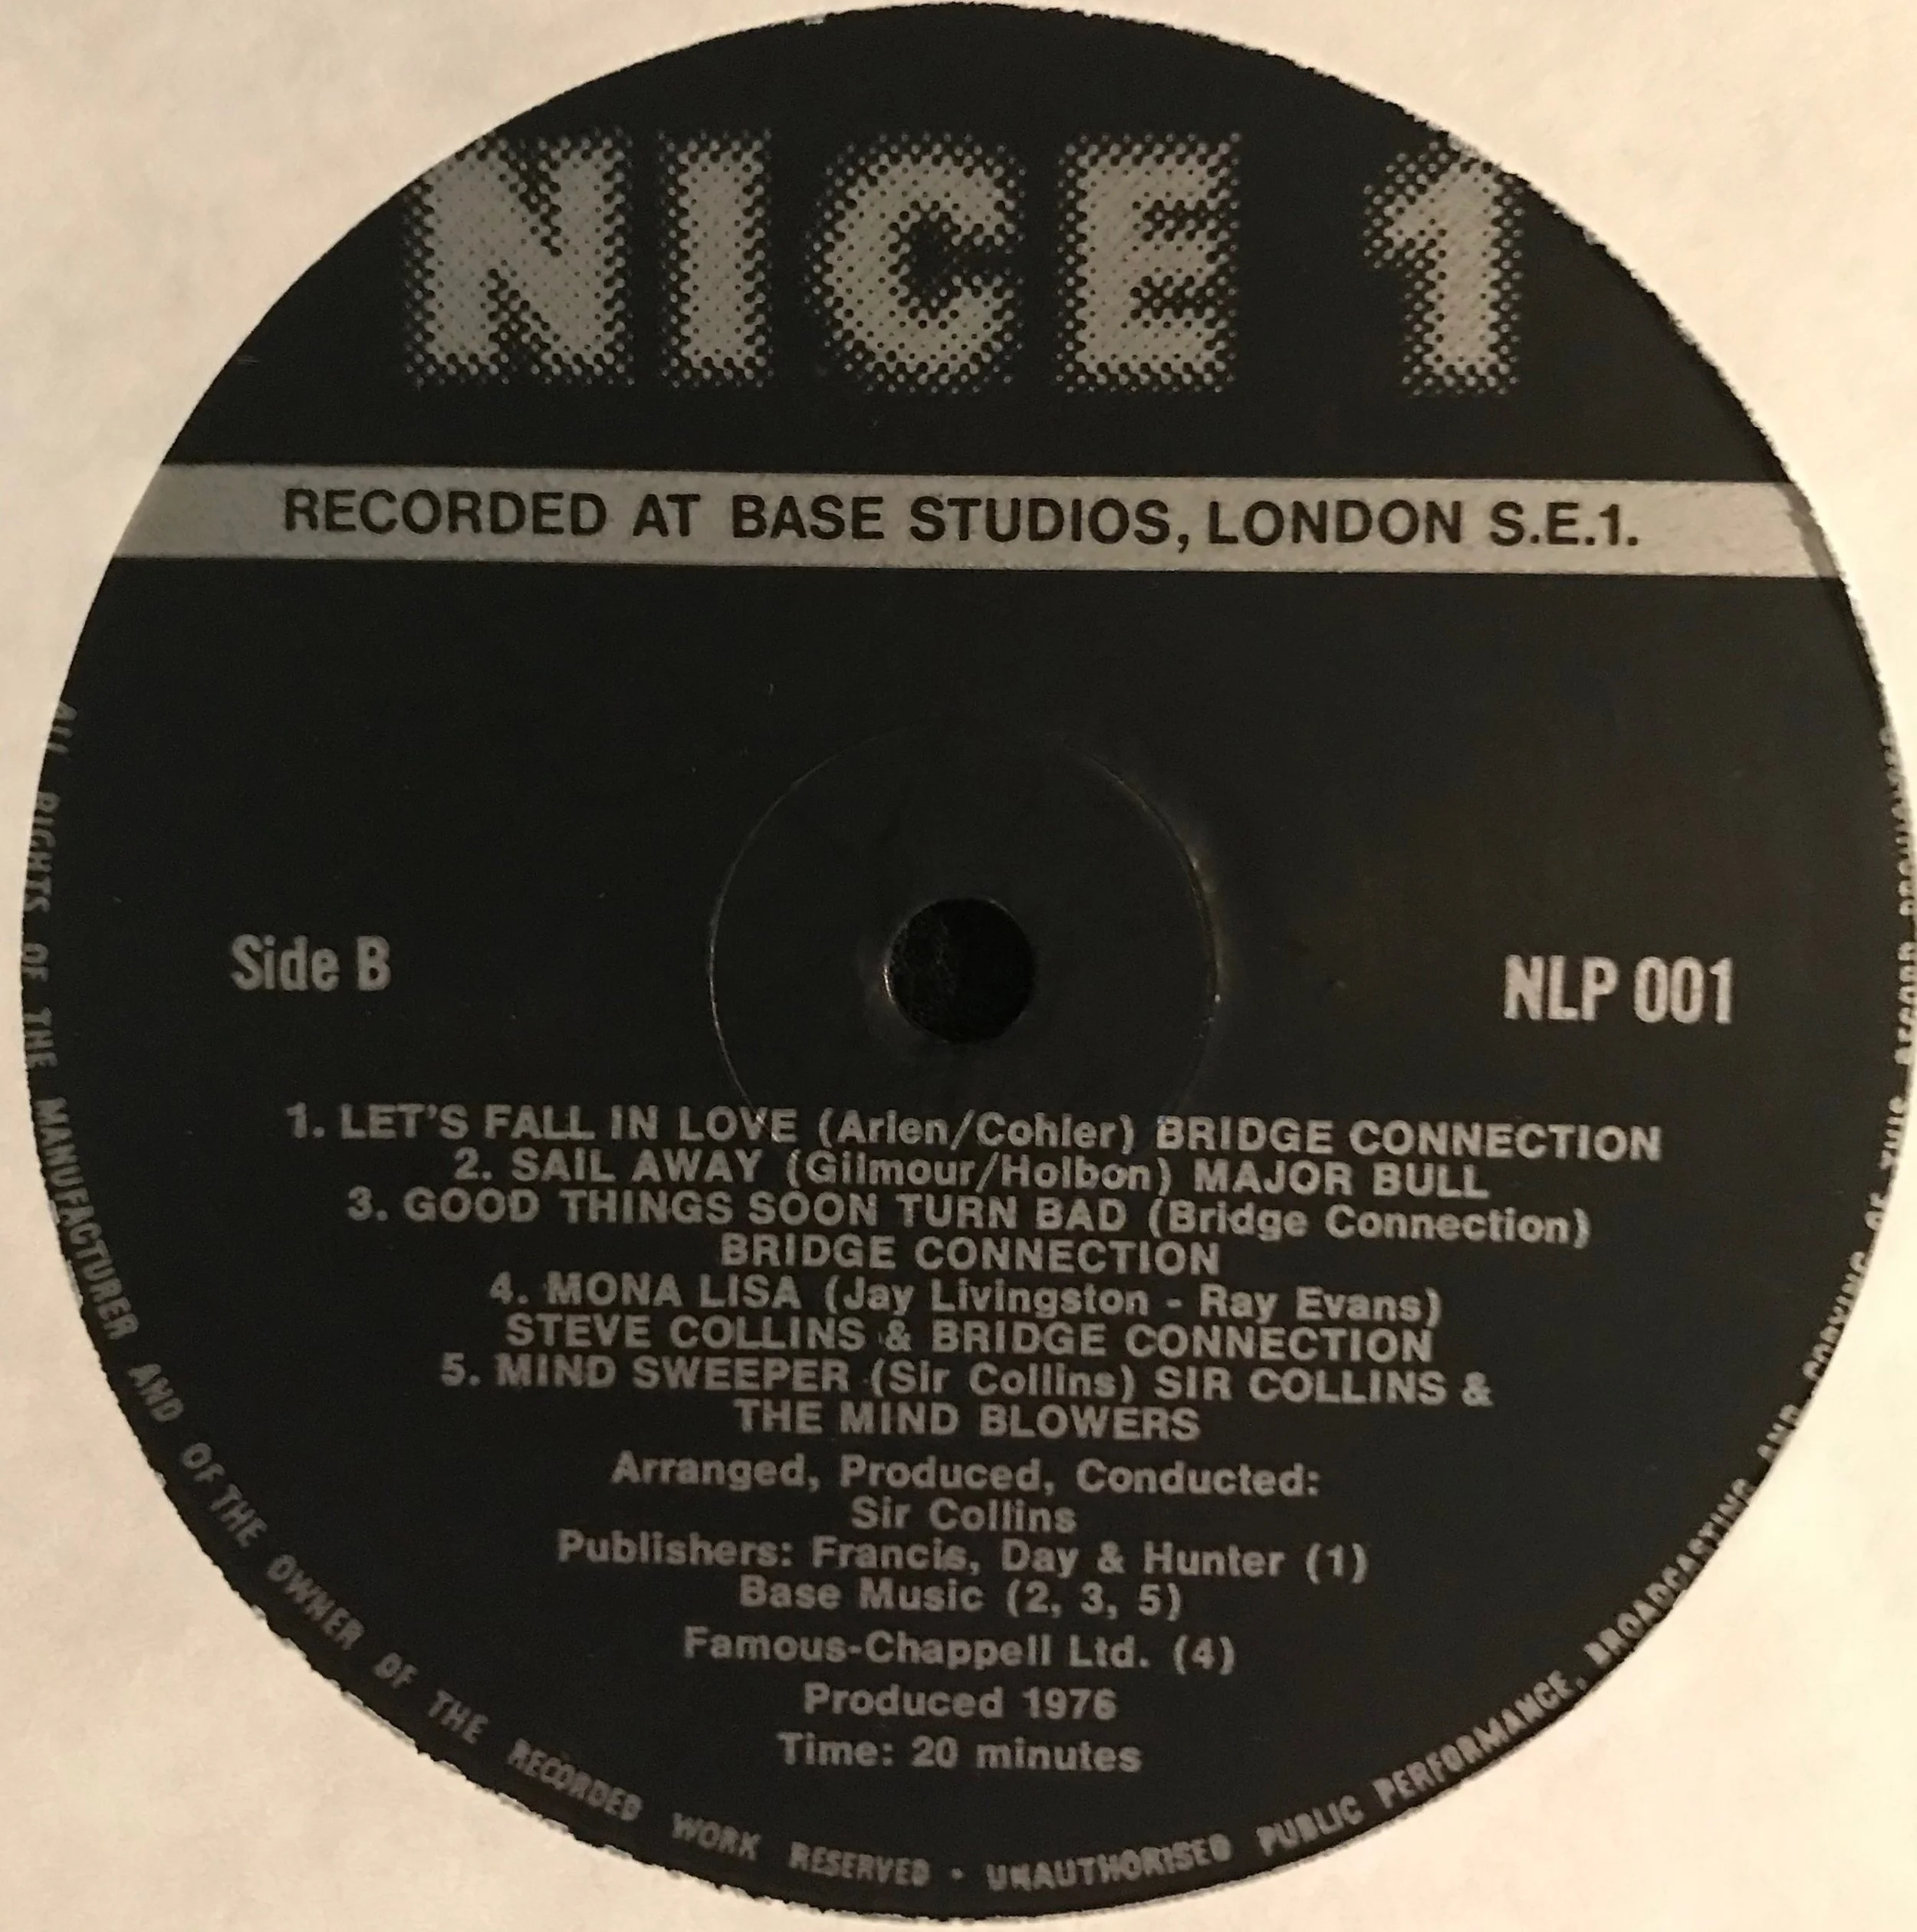 NICE 1
RECORDED AT BASE STUDIOS, LONDON S.E.1.
Side B
NLP 001
1. LET'S FALL IN LOVE (Arlen/Cohler) BRIDGE CONNECTION
2. SAIL AWAY (Gilmour/Holbon) MAJOR BULL
3. GOOD THINGS SOON TURN BAD (Bridge Connection)
BRIDGE CONNECTION
4. MONA LISA (Jay Livingston - Ray Evans)
STEVE COLLINS & BRIDGE CONNECTION
5. MIND SWEEPER (Sir Collins) SIR COLLINS &
THE MIND BLOWERS
Arranged, Produced, Conducted:
Sir Collins
Publishers: Francis, Day & Hunter (1)
Base Music (2, 3, 5)
Famous-Chappell Ltd. (4)
Produced 1976
Time: 20 minutes
ALL RIGHTS OF THE MANUFACTURER AND OF THE OWNER OF THE RECORDED WORK RESERVED · UNAUTHORISED PUBLIC PERFORMANCE, BROADCASTING AND COPYING OF THIS RECORD PROHIBITED